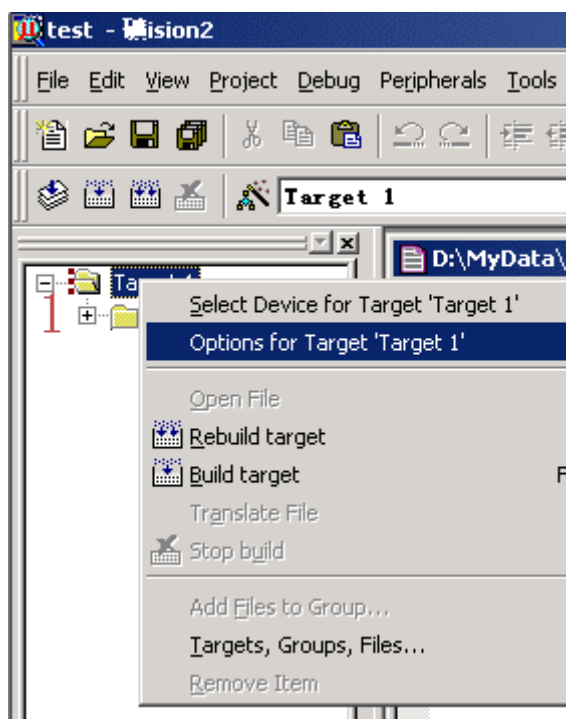 test - ision2
File Edit View Project Debug Peripherals Tools
Target 1
D:\MyData\
1
Select Device for Target 'Target 1'
Options for Target 'Target 1'
Open File
Rebuild target
Build target F
Translate File
Stop build
Add Files to Group...
Targets, Groups, Files...
Remove Item